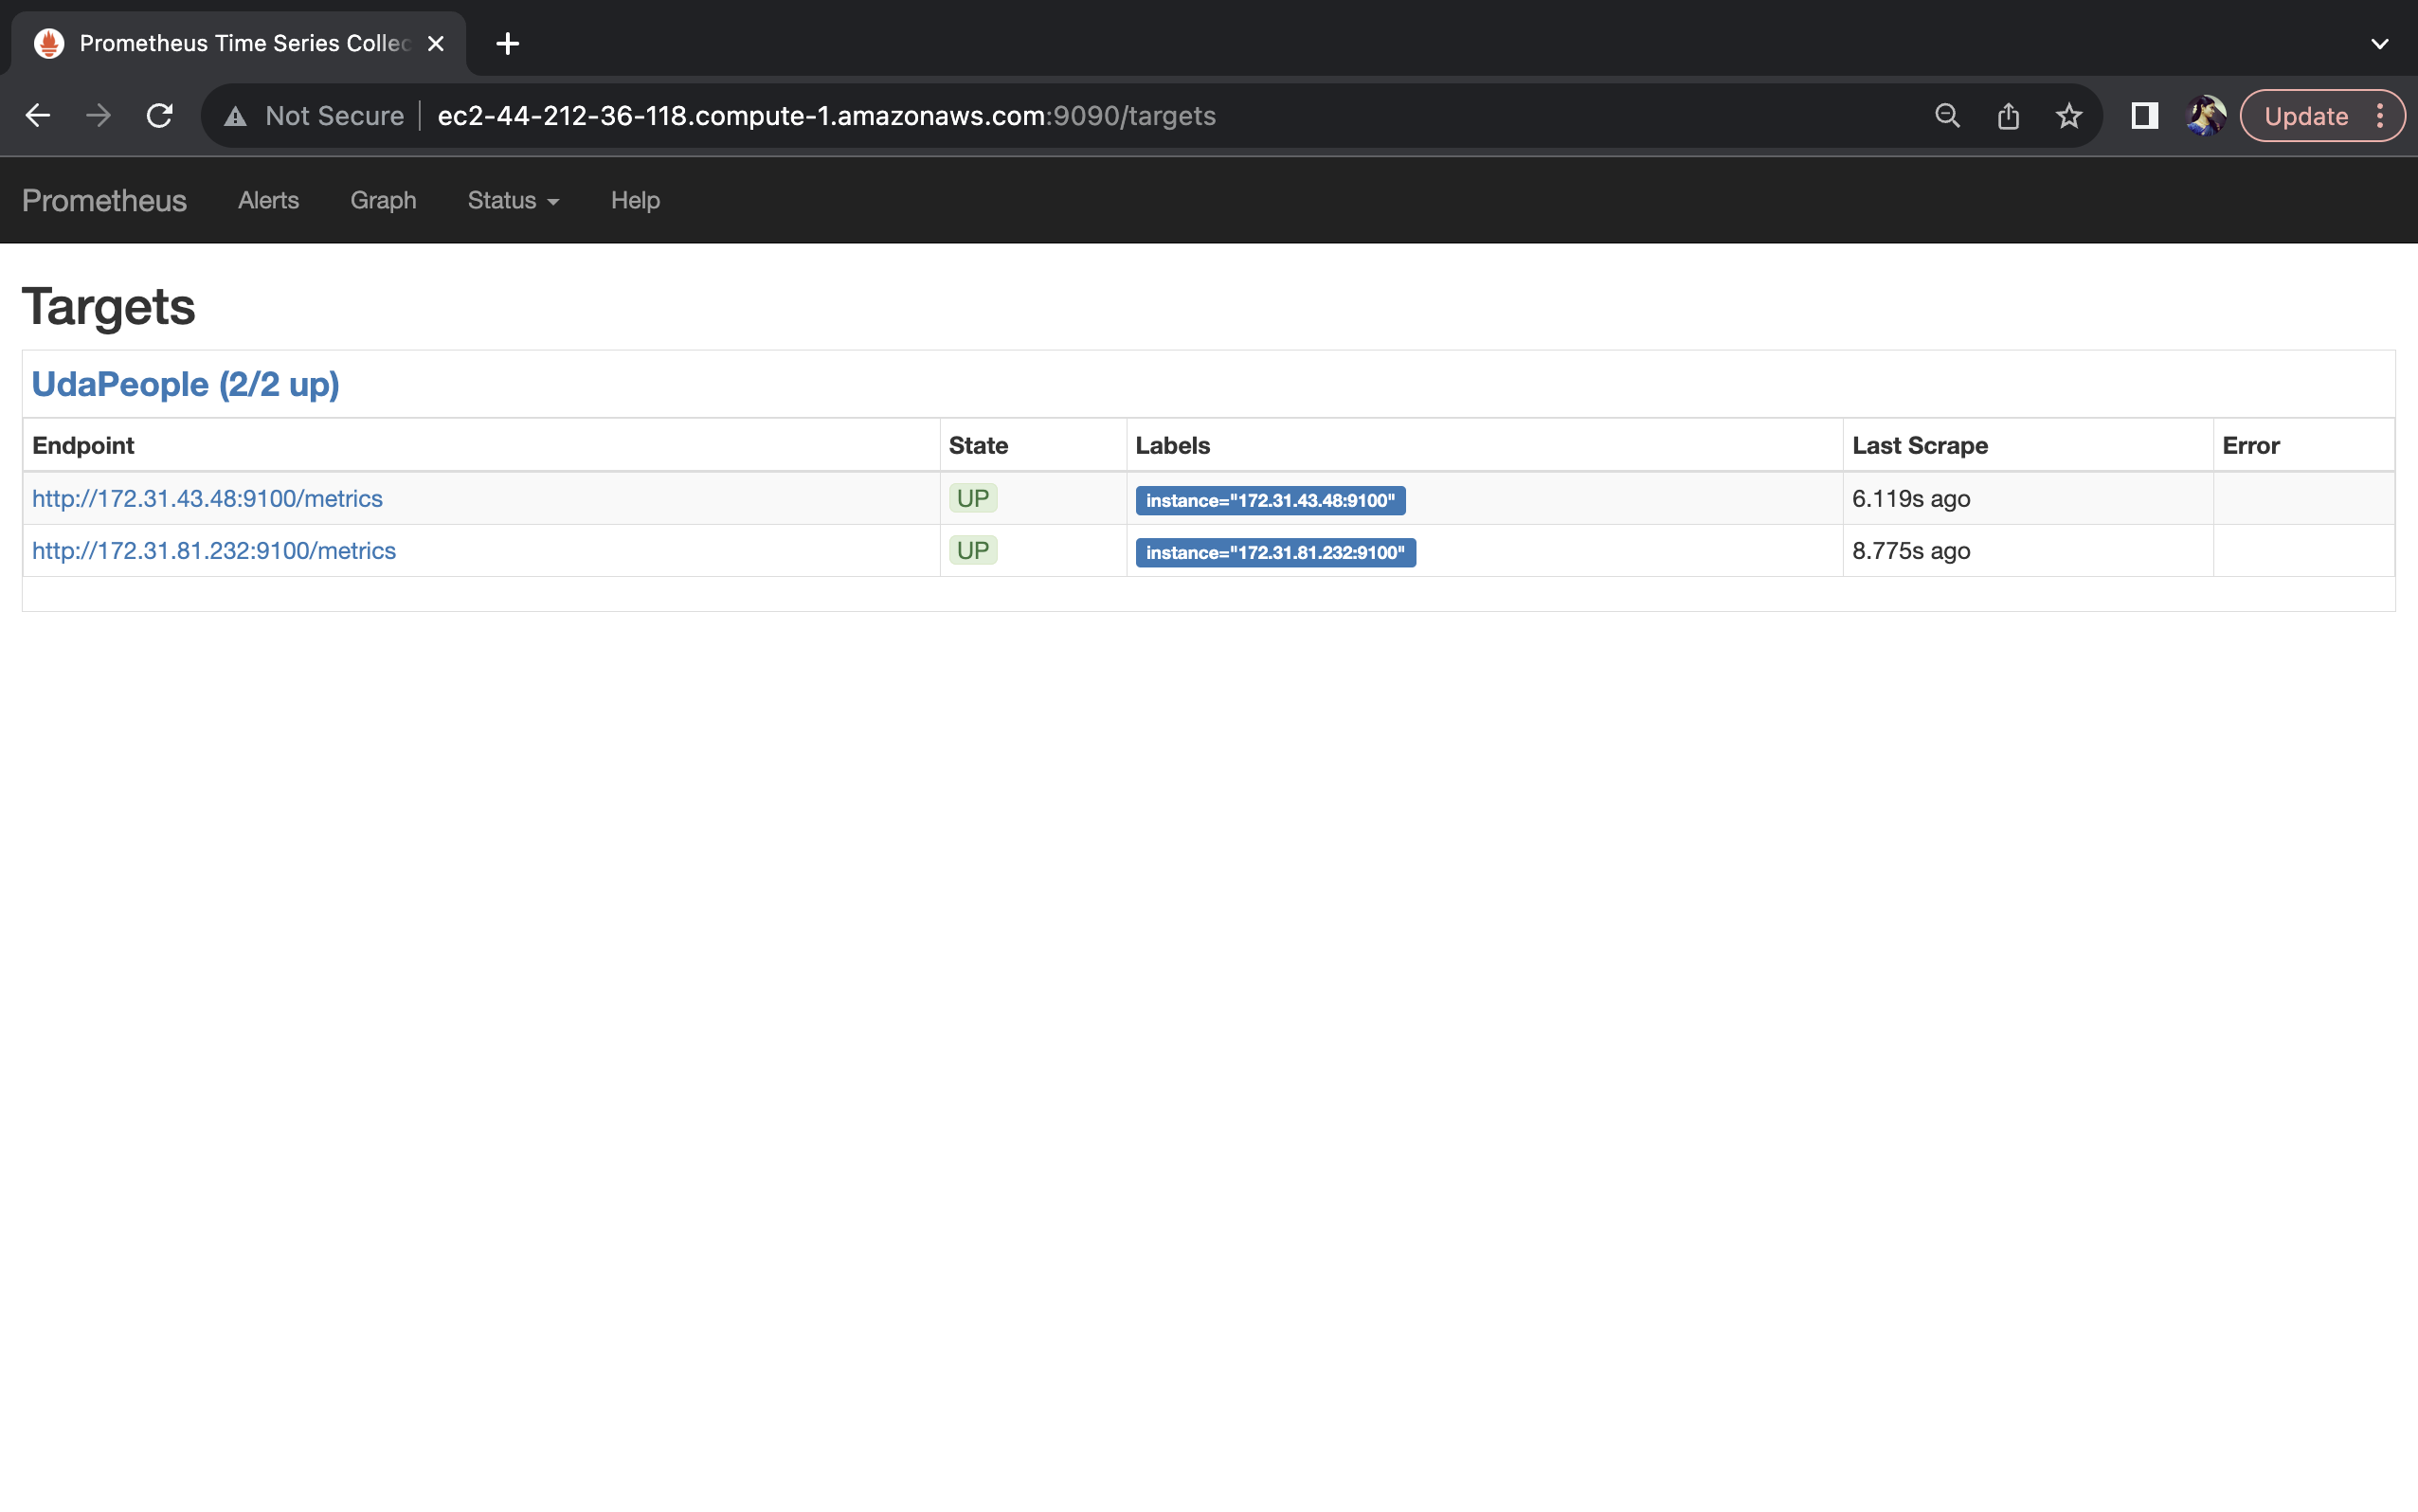 Prometheus Time Series Collec
Not Secure ec2-44-212-36-118.compute-1.amazonaws.com:9090/targets Update
Prometheus Alerts Graph Status Help
Targets
UdaPeople (2/2 up)
Endpoint State Labels Last Scrape Error
http://172.31.43.48:9100/metrics UP instance="172.31.43.48:9100" 6.119s ago
http://172.31.81.232:9100/metrics UP instance="172.31.81.232:9100" 8.775s ago